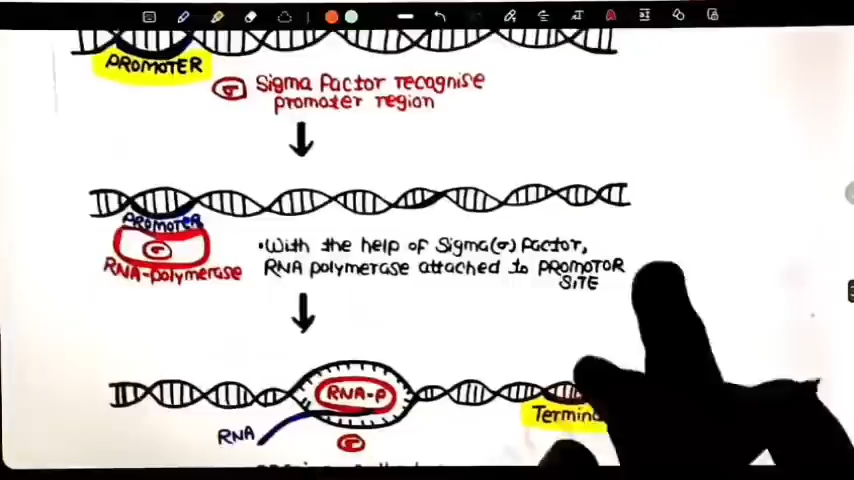 PROMOTER
σ Sigma Factor recognise
promoter region
PROMOTER
σ
RNA-polymerase
•With the help of Sigma(σ) Factor,
RNA polymerase attached to PROMOTOR
SITE
RNA-P
RNA
σ